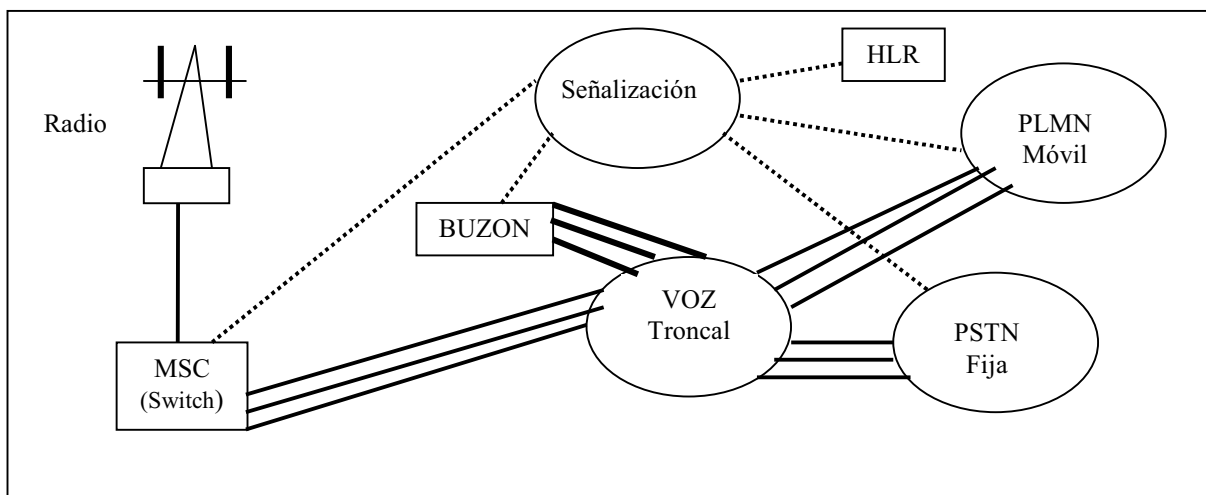 Señalización
HLR
Radio
PLMN
Móvil
BUZON
VOZ
Troncal
MSC
(Switch)
PSTN
Fija